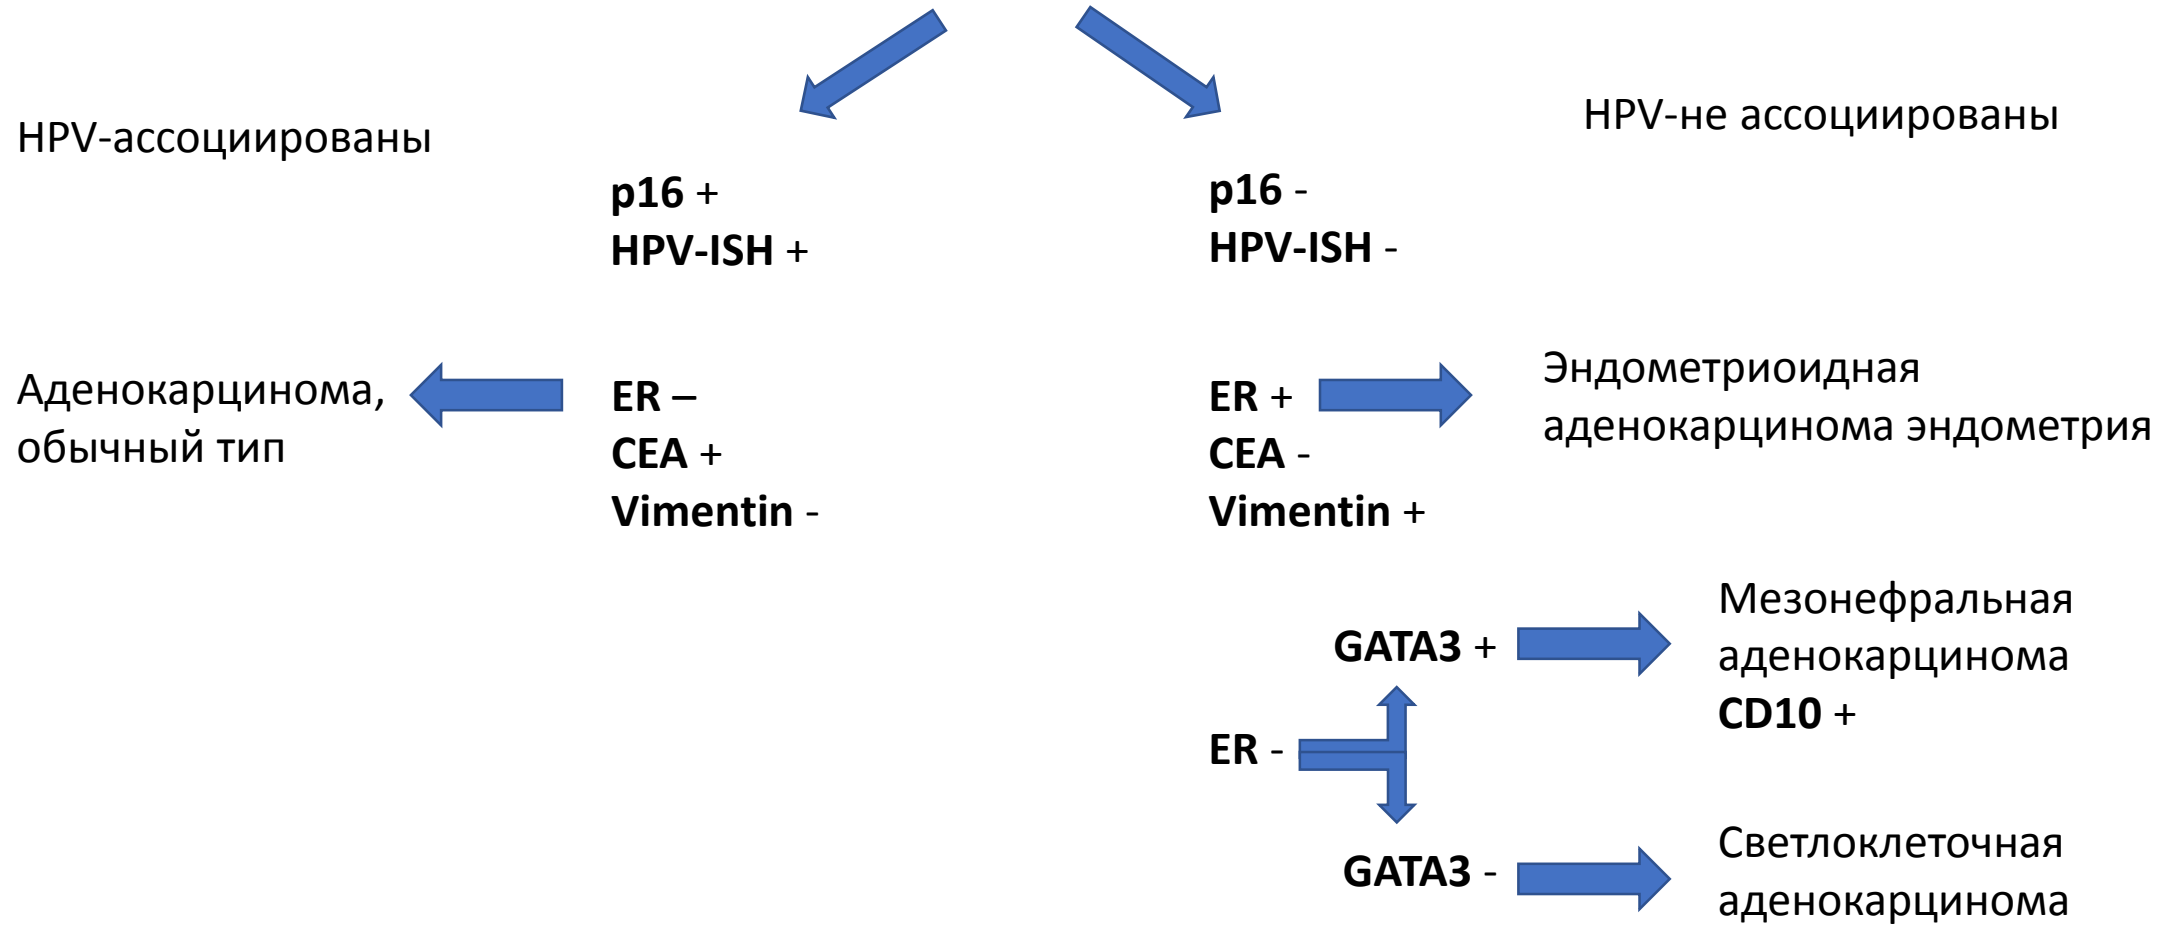 HPV-ассоциированы
HPV-не ассоциированы
p16 +
HPV-ISH +
p16 -
HPV-ISH -
Аденокарцинома,
обычный тип
ER –
CEA +
Vimentin -
ER +
CEA -
Vimentin +
Эндометриоидная
аденокарцинома эндометрия
GATA3 +
Мезонефральная
аденокарцинома
CD10 +
ER -
GATA3 -
Светлоклеточная
аденокарцинома